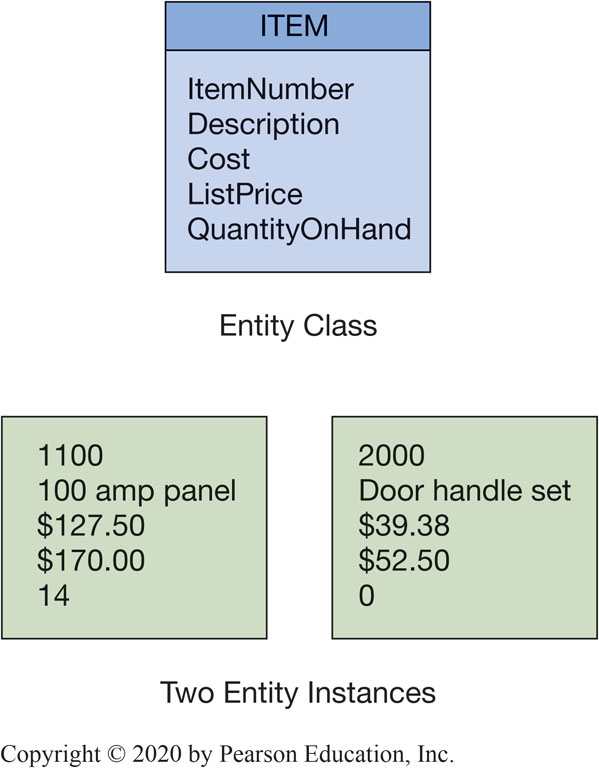 ITEM
ItemNumber
Description
Cost
ListPrice
QuantityOnHand
Entity Class
1100
100 amp panel
$127.50
$170.00
14
2000
Door handle set
$39.38
$52.50
0
Two Entity Instances
Copyright © 2020 by Pearson Education, Inc.